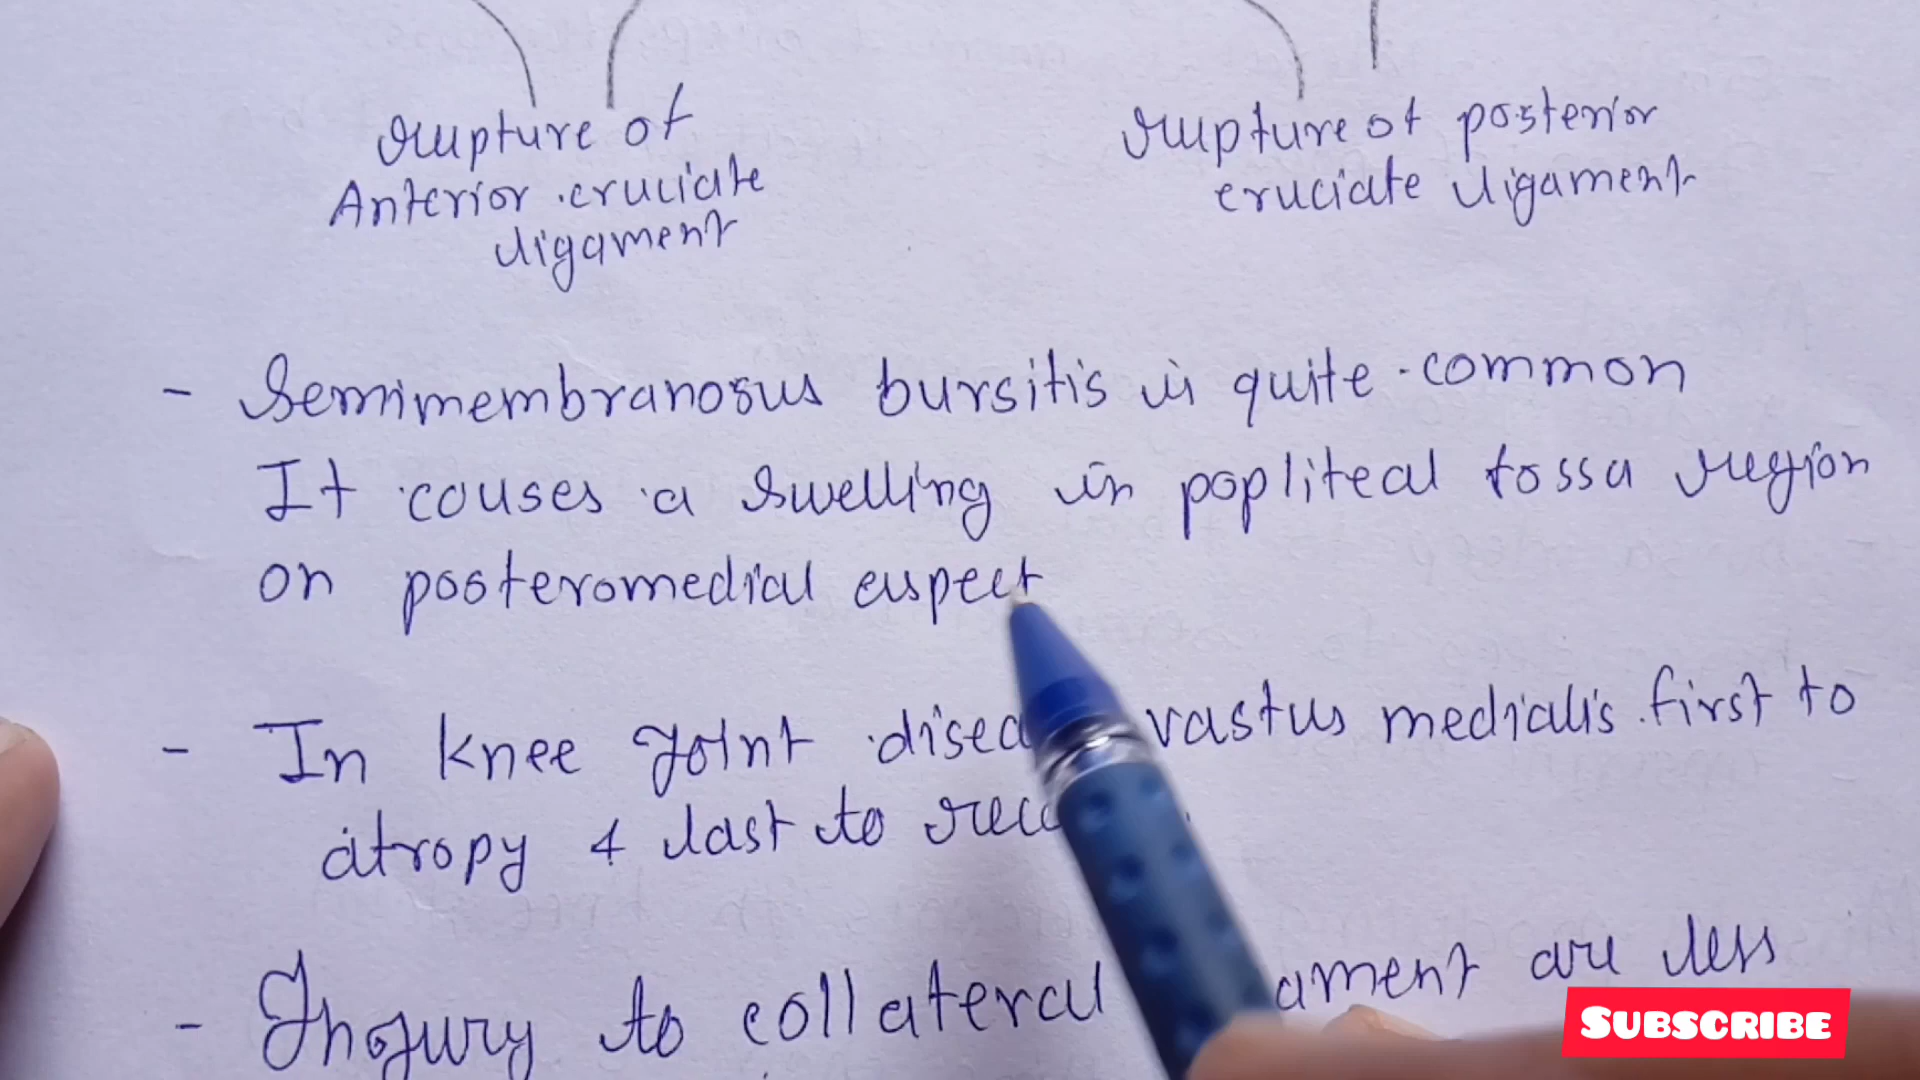 rupture of
Anterior cruciate
ligament
rupture of posterior
cruciate ligament
- Semimembranosus bursitis is quite common
It causes a swelling in popliteal fossa region
on posteromedial aspect
- In knee joint vastus medialis first to
atropy & last to
- Injury to collateral are less
SUBSCRIBE